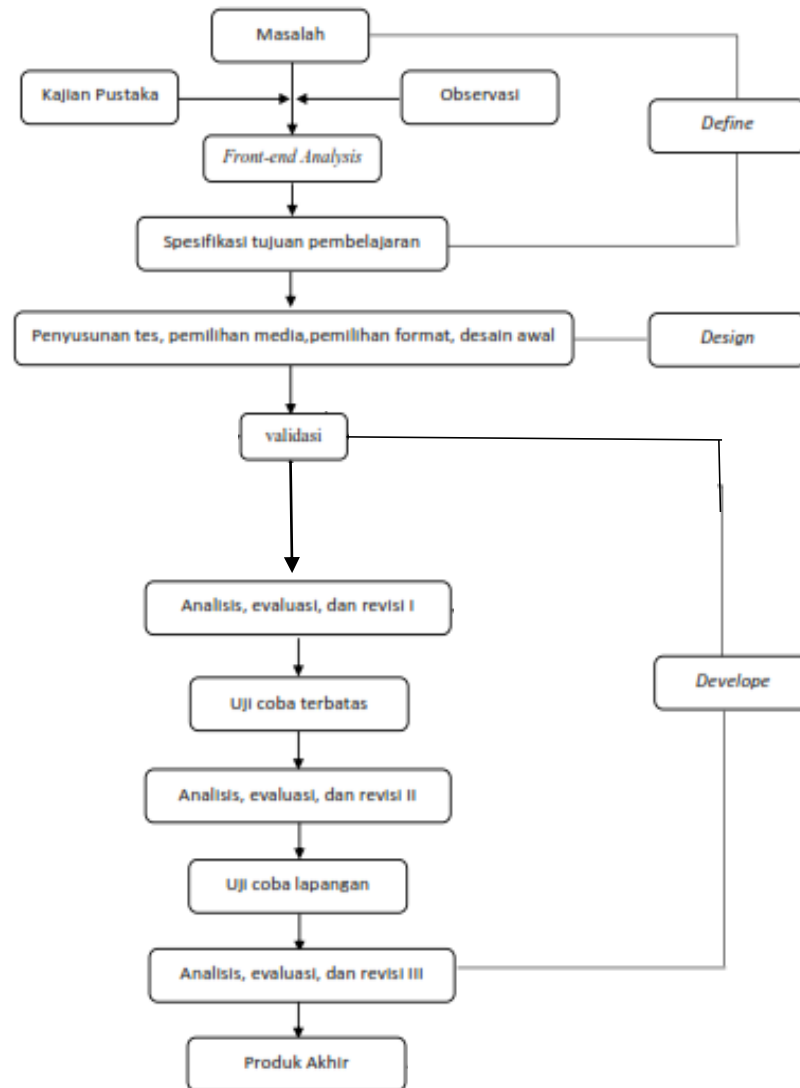 Masalah
Kajian Pustaka
Observasi
Define
Front-end Analysis
Spesifikasi tujuan pembelajaran
Penyusunan tes, pemilihan media,pemilihan format, desain awal
Design
validasi
Analisis, evaluasi, dan revisi I
Uji coba terbatas
Develope
Analisis, evaluasi, dan revisi II
Uji coba lapangan
Analisis, evaluasi, dan revisi III
Produk Akhir